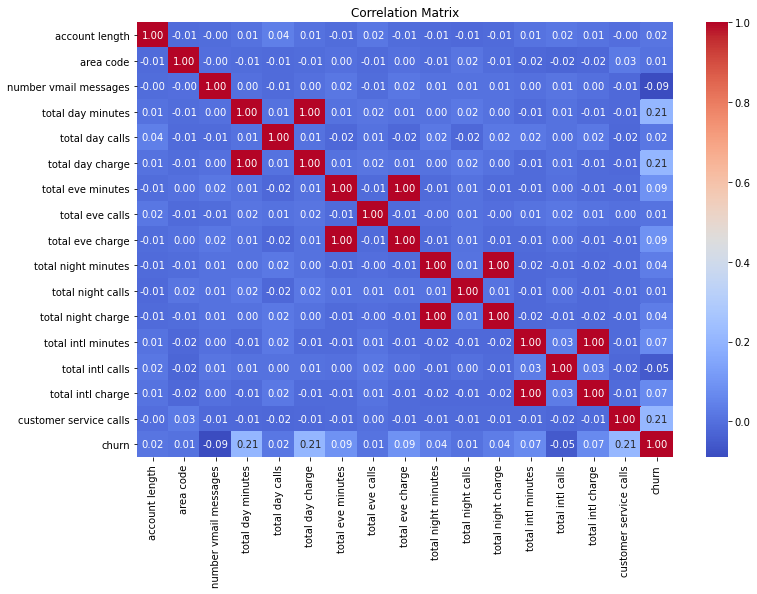 Correlation Matrix
account length 1.00 -0.01 -0.00 0.01 0.04 0.01 -0.01 0.02 -0.01 -0.01 -0.01 -0.01 0.01 0.02 0.01 -0.00 0.02
area code -0.01 1.00 -0.00 -0.01 -0.01 -0.01 0.00 -0.01 0.00 -0.01 0.02 -0.01 -0.02 -0.02 -0.02 0.03 0.01
number vmail messages -0.00 -0.00 1.00 0.00 -0.01 0.00 0.02 -0.01 0.02 0.01 0.01 0.01 0.00 0.01 0.00 -0.01 -0.09
total day minutes 0.01 -0.01 0.00 1.00 0.01 1.00 0.01 0.02 0.01 0.00 0.02 0.00 -0.01 0.01 -0.01 -0.01 0.21
total day calls 0.04 -0.01 -0.01 0.01 1.00 0.01 -0.02 0.01 -0.02 0.02 -0.02 0.02 0.02 0.00 0.02 -0.02 0.02
total day charge 0.01 -0.01 0.00 1.00 0.01 1.00 0.01 0.02 0.01 0.00 0.02 0.00 -0.01 0.01 -0.01 -0.01 0.21
total eve minutes -0.01 0.00 0.02 0.01 -0.02 0.01 1.00 -0.01 1.00 -0.01 0.01 -0.01 -0.01 0.00 -0.01 -0.01 0.09
total eve calls 0.02 -0.01 -0.01 0.02 0.01 0.02 -0.01 1.00 -0.01 -0.00 0.01 -0.00 0.01 0.02 0.01 0.00 0.01
total eve charge -0.01 0.00 0.02 0.01 -0.02 0.01 1.00 -0.01 1.00 -0.01 0.01 -0.01 -0.01 0.00 -0.01 -0.01 0.09
total night minutes -0.01 -0.01 0.01 0.00 0.02 0.00 -0.01 -0.00 -0.01 1.00 0.01 1.00 -0.02 -0.01 -0.02 -0.01 0.04
total night calls -0.01 0.02 0.01 0.02 -0.02 0.02 0.01 0.01 0.01 0.01 1.00 0.01 -0.01 0.00 -0.01 -0.01 0.01
total night charge -0.01 -0.01 0.01 0.00 0.02 0.00 -0.01 -0.00 -0.01 1.00 0.01 1.00 -0.02 -0.01 -0.02 -0.01 0.04
total intl minutes 0.01 -0.02 0.00 -0.01 0.02 -0.01 -0.01 0.01 -0.01 -0.02 -0.01 -0.02 1.00 0.03 1.00 -0.01 0.07
total intl calls 0.02 -0.02 0.01 0.01 0.00 0.01 0.00 0.02 0.00 -0.01 0.00 -0.01 0.03 1.00 0.03 -0.02 -0.05
total intl charge 0.01 -0.02 0.00 -0.01 0.02 -0.01 -0.01 0.01 -0.01 -0.02 -0.01 -0.02 1.00 0.03 1.00 -0.01 0.07
customer service calls -0.00 0.03 -0.01 -0.01 -0.02 -0.01 -0.01 0.00 -0.01 -0.01 -0.01 -0.01 -0.01 -0.02 -0.01 1.00 0.21
churn 0.02 0.01 -0.09 0.21 0.02 0.21 0.09 0.01 0.09 0.04 0.01 0.04 0.07 -0.05 0.07 0.21 1.00
account length
area code
number vmail messages
total day minutes
total day calls
total day charge
total eve minutes
total eve calls
total eve charge
total night minutes
total night calls
total night charge
total intl minutes
total intl calls
total intl charge
customer service calls
churn
1.0
0.8
0.6
0.4
0.2
0.0